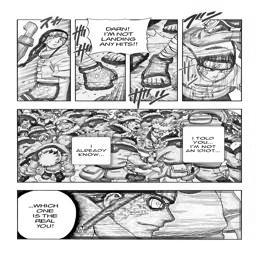 DARN!
I'M NOT
LANDING
ANY HITS!!
I TOLD
YOU...
I'M NOT
AN IDIOT...
I
ALREADY
KNOW...
...WHICH
ONE
IS THE
REAL
YOU!